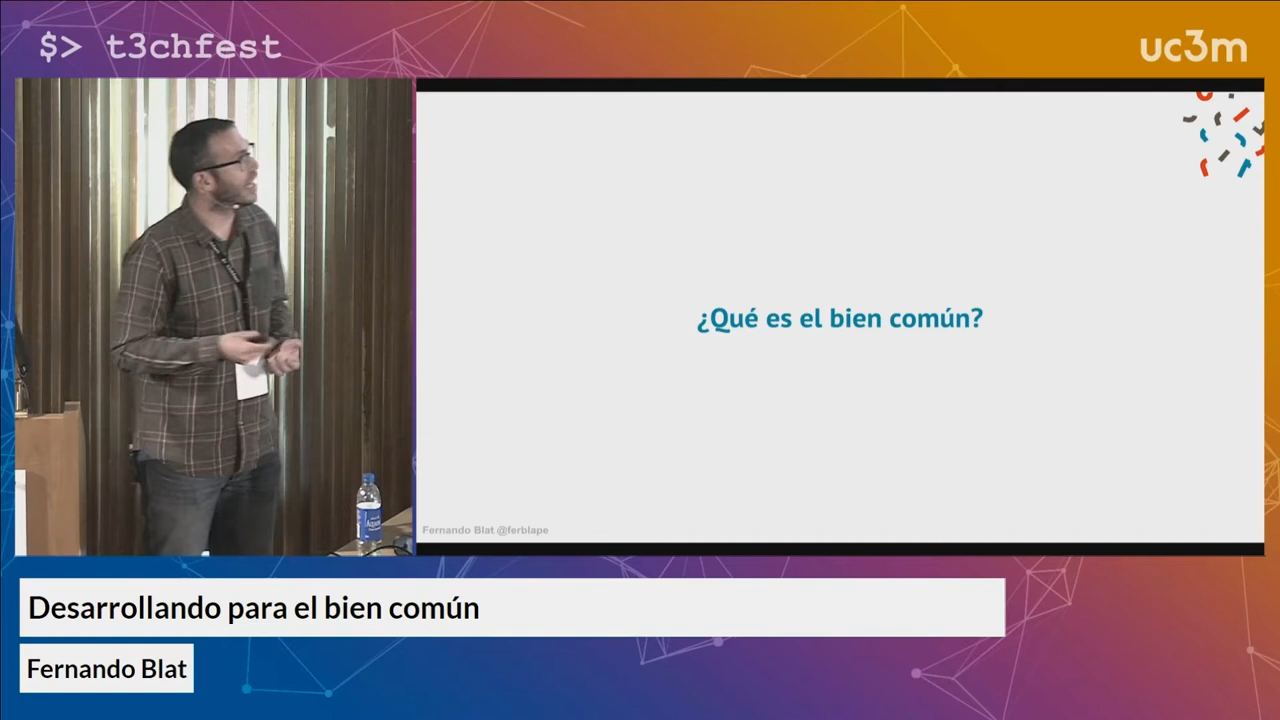 $> t3chfest
uc3m
¿Qué es el bien común?
Fernando Blat @ferblape
Desarrollando para el bien común
Fernando Blat